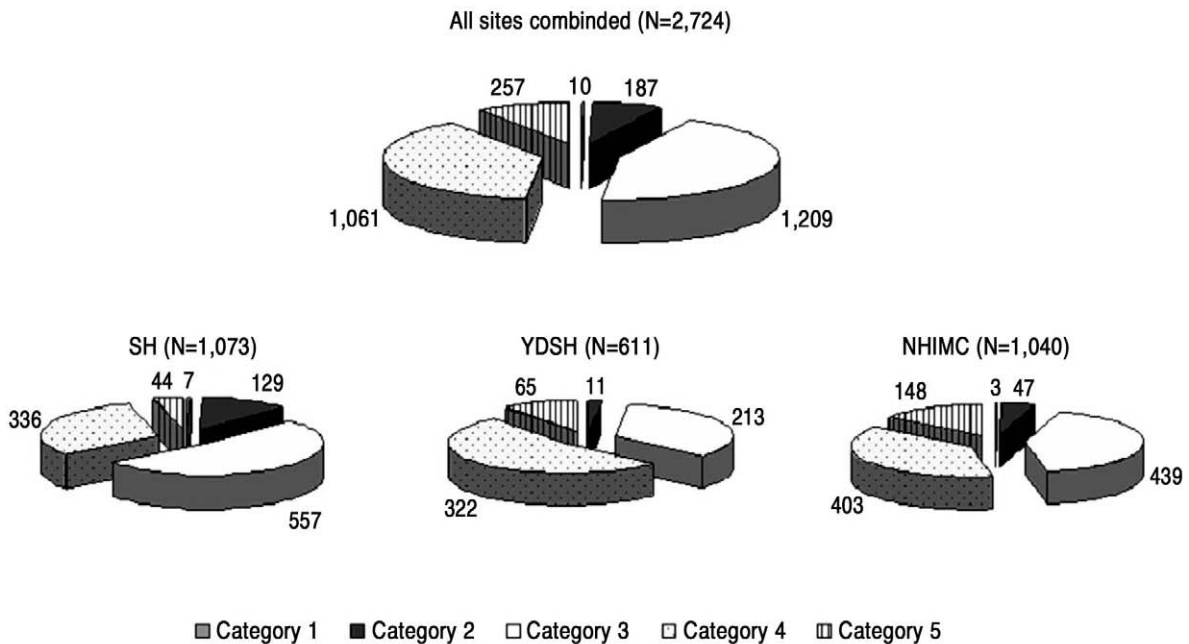 All sites combinded (N=2,724)
257 10 187
1,061 1,209
SH (N=1,073) YDSH (N=611) NHIMC (N=1,040)
44 7 129 65 11 148 3 47
336 213
322 403 439
557
Category 1 Category 2 Category 3 Category 4 Category 5